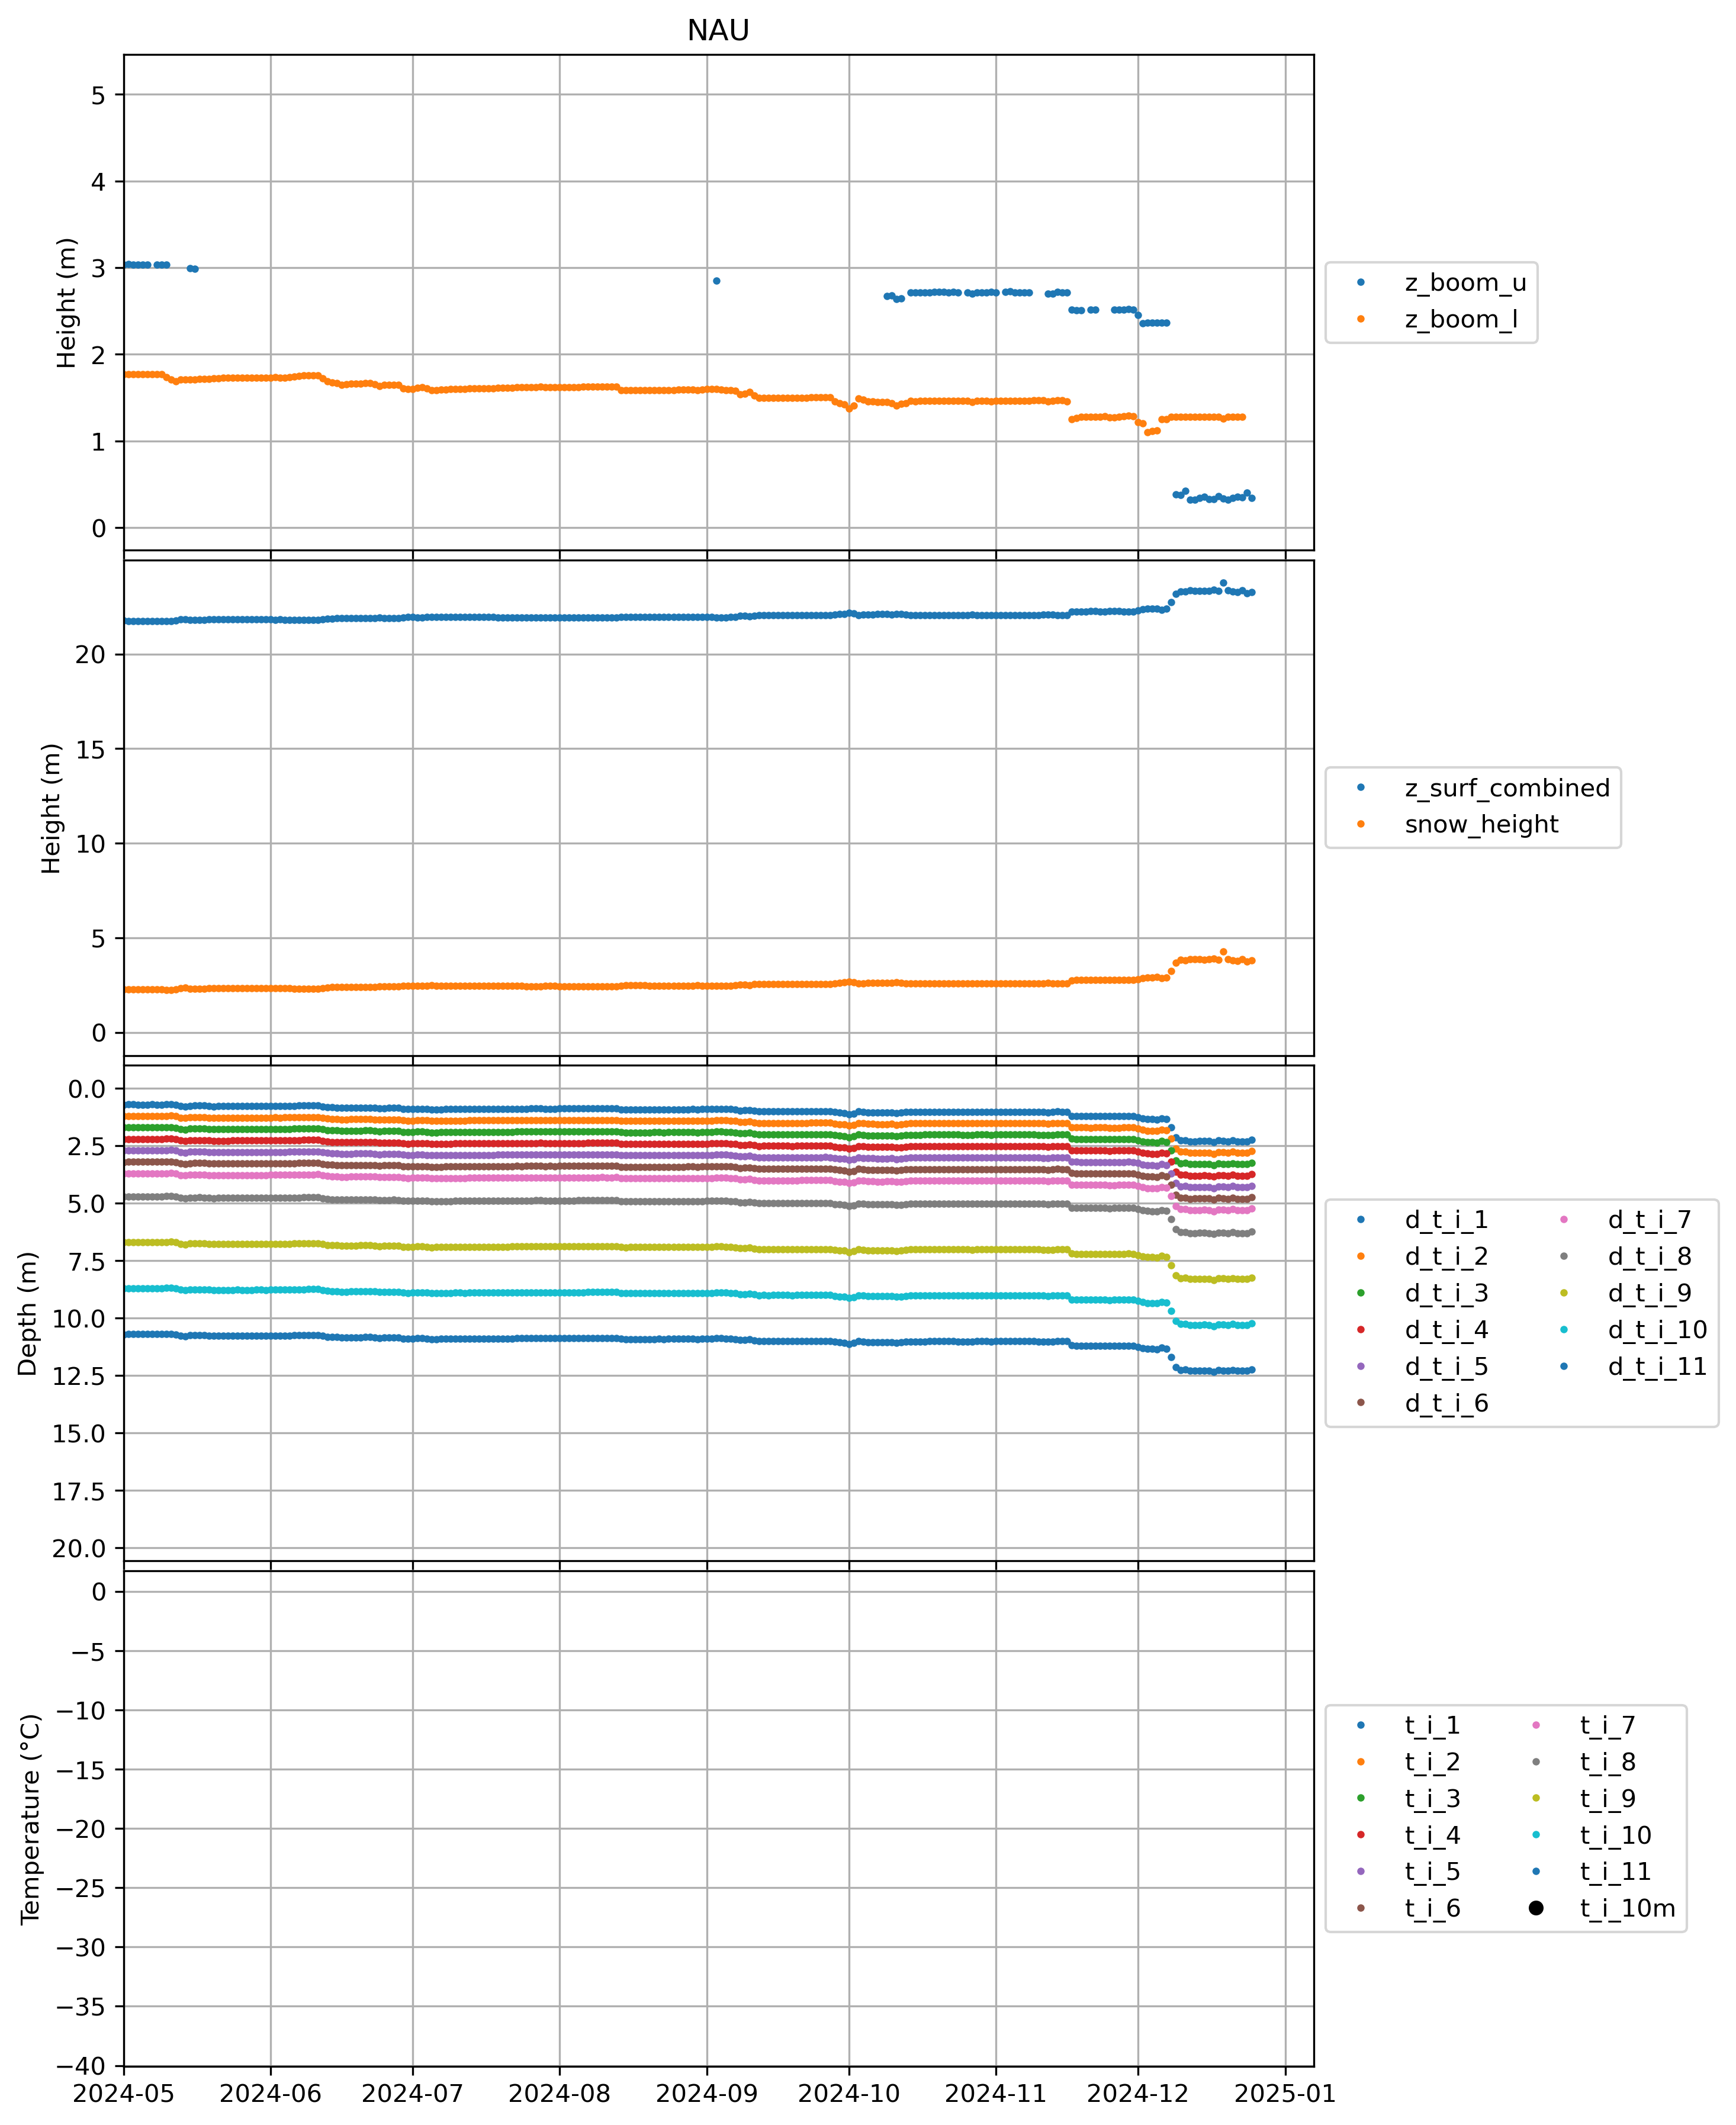 NAU
5
4
3
2
1
0
Height (m)
z_boom_u
z_boom_l
20
15
10
5
0
Height (m)
z_surf_combined
snow_height
0.0
2.5
5.0
7.5
10.0
12.5
15.0
17.5
20.0
Depth (m)
d_t_i_1
d_t_i_2
d_t_i_3
d_t_i_4
d_t_i_5
d_t_i_6
d_t_i_7
d_t_i_8
d_t_i_9
d_t_i_10
d_t_i_11
0
−5
−10
−15
−20
−25
−30
−35
−40
Temperature (°C)
t_i_1
t_i_2
t_i_3
t_i_4
t_i_5
t_i_6
t_i_7
t_i_8
t_i_9
t_i_10
t_i_11
t_i_10m
2024-05 2024-06 2024-07 2024-08 2024-09 2024-10 2024-11 2024-12 2025-01